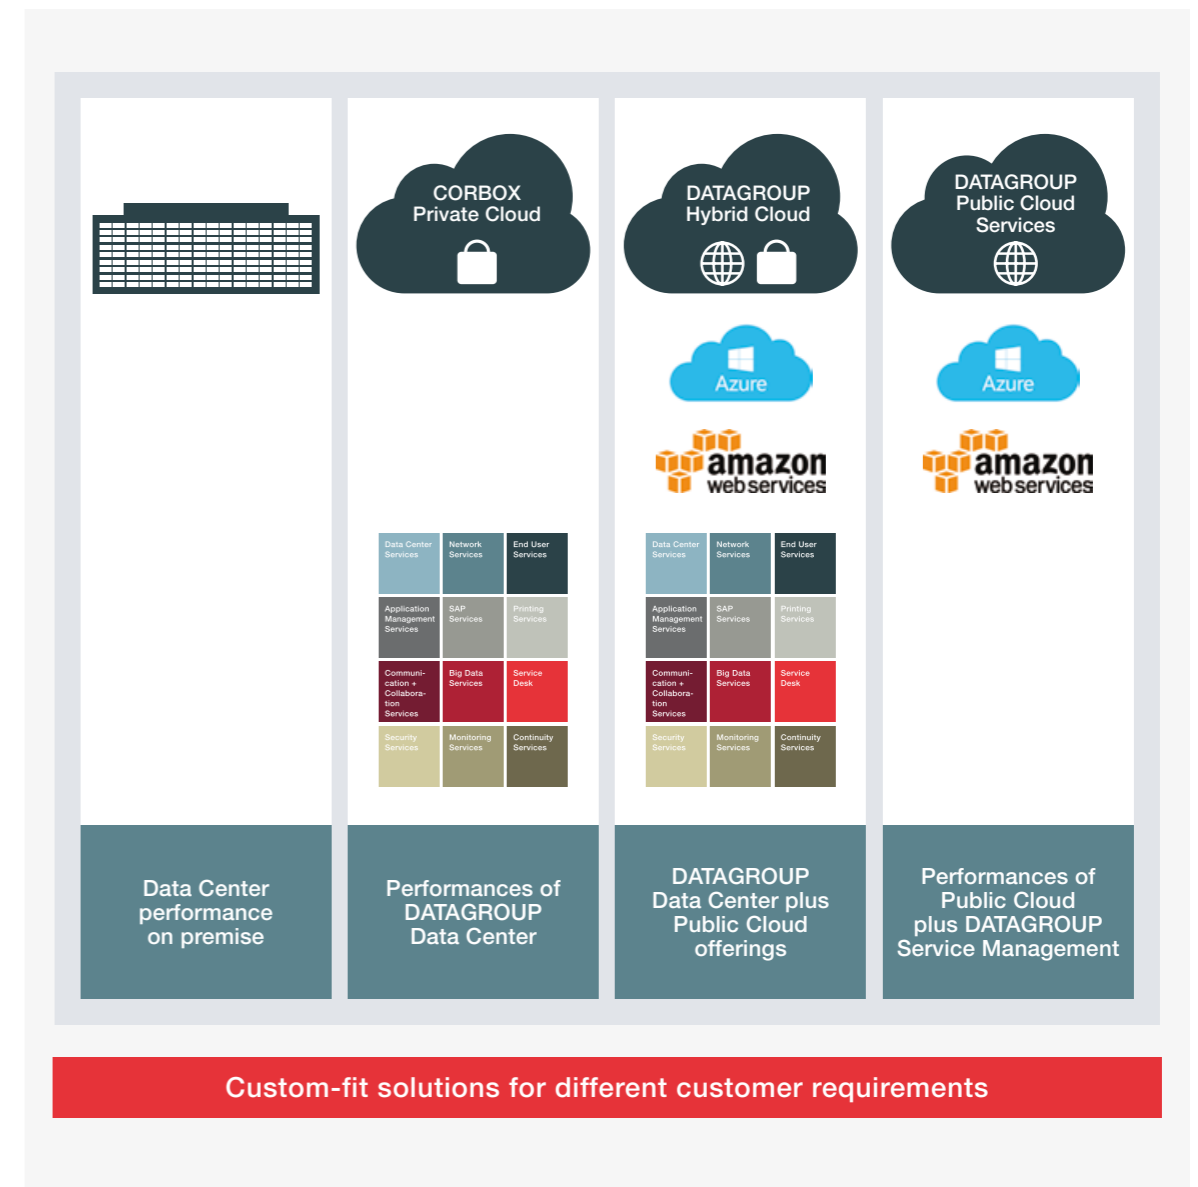 CORBOX
Private Cloud
DATAGROUP
Hybrid Cloud
DATAGROUP
Public Cloud
Services
Azure
Azure
amazon
web services
amazon
web services
Data Center
Services
Network
Services
End User
Services
Application
Management
Services
SAP
Services
Printing
Services
Communi-
cation +
Collabora-
tion
Services
Big Data
Services
Service
Desk
Security
Services
Monitoring
Services
Continuity
Services
Data Center
Services
Network
Services
End User
Services
Application
Management
Services
SAP
Services
Printing
Services
Communi-
cation +
Collabora-
tion
Services
Big Data
Services
Service
Desk
Security
Services
Monitoring
Services
Continuity
Services
Data Center
performance
on premise
Performances of
DATAGROUP
Data Center
DATAGROUP
Data Center plus
Public Cloud
offerings
Performances of
Public Cloud
plus DATAGROUP
Service Management
Custom-fit solutions for different customer requirements